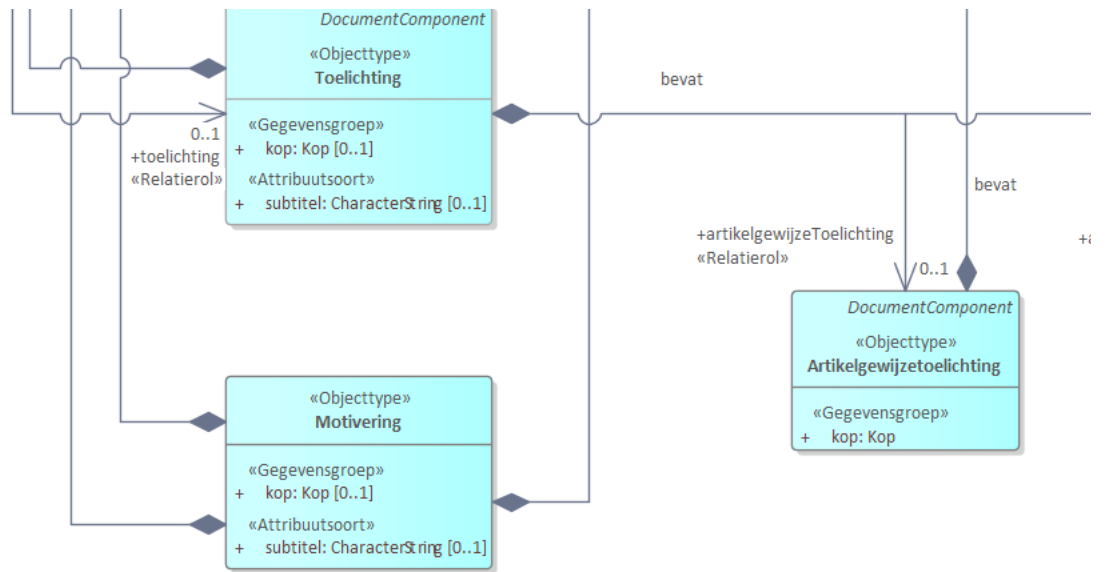 DocumentComponent
«Objecttype»
Toelichting
«Gegevensgroep»
+ kop: Kop [0..1]
«Attribuutsoort»
+ subtitel: CharacterString [0..1]
0..1
+toelichting
«Relatierol»
bevat
bevat
+artikelgewijzeToelichting
«Relatierol»
0..1
DocumentComponent
«Objecttype»
Artikelgewijzetoelichting
«Gegevensgroep»
+ kop: Kop
«Objecttype»
Motivering
«Gegevensgroep»
+ kop: Kop [0..1]
«Attribuutsoort»
+ subtitel: CharacterString [0..1]